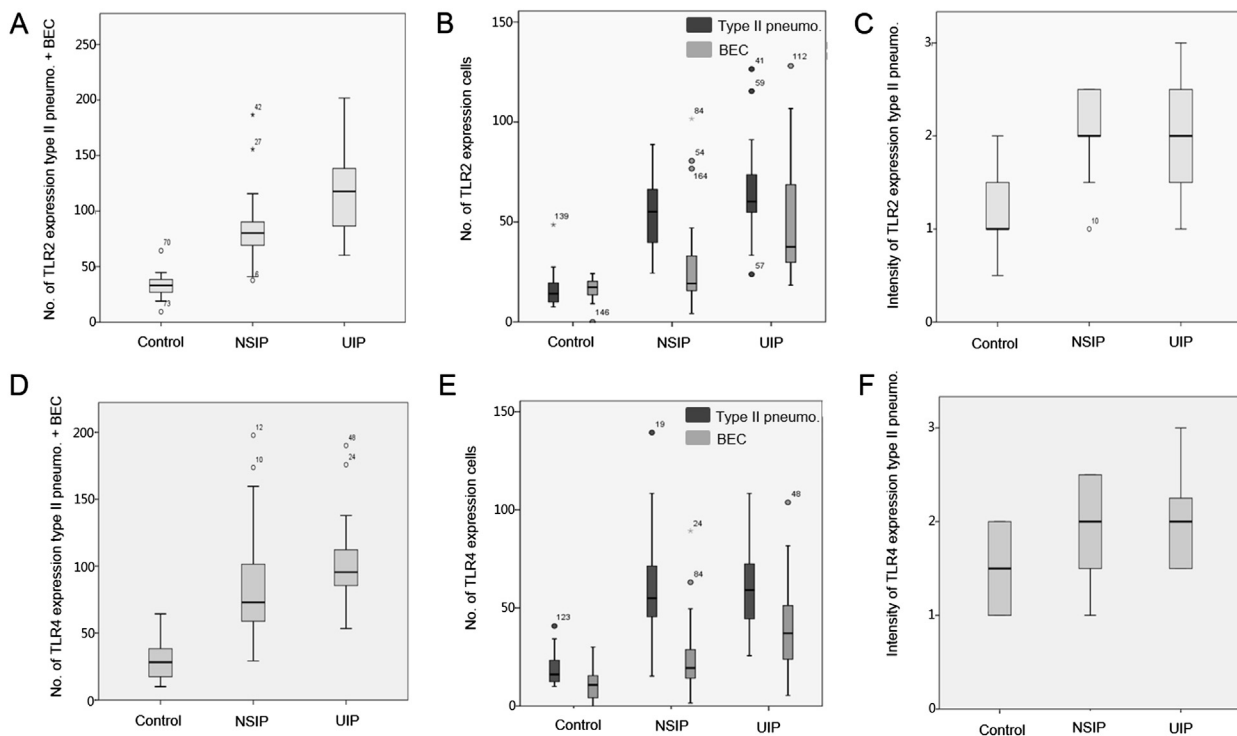 A
No. of TLR2 expression type II pneumo. + BEC
250
200
150
100
50
0
42
27
70
73
6
Control
NSIP
UIP
B
No. of TLR2 expression cells
150
100
50
0
Type II pneumo.
BEC
139
146
84
54
164
41
59
57
112
Control
NSIP
UIP
C
Intensity of TLR2 expression type II pneumo.
3
2
1
0
10
Control
NSIP
UIP
D
No. of TLR4 expression type II pneumo. + BEC
200
150
100
50
0
12
10
48
24
Control
NSIP
UIP
E
No. of TLR4 expression cells
150
100
50
0
Type II pneumo.
BEC
123
19
24
84
48
Control
NSIP
UIP
F
Intensity of TLR4 expression type II pneumo.
3
2
1
0
Control
NSIP
UIP